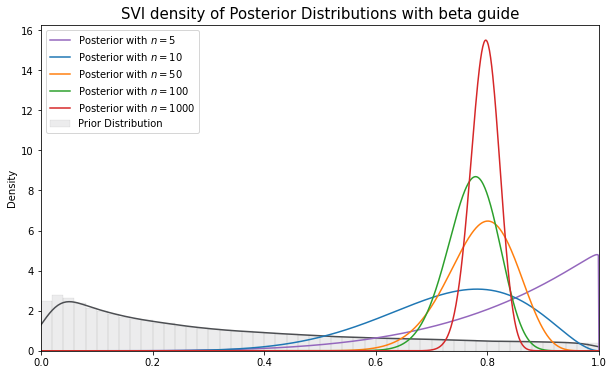 SVI density of Posterior Distributions with beta guide
Posterior with n = 5
Posterior with n = 10
Posterior with n = 50
Posterior with n = 100
Posterior with n = 1000
Prior Distribution
Density
16
14
12
10
8
6
4
2
0
0.0 0.2 0.4 0.6 0.8 1.0